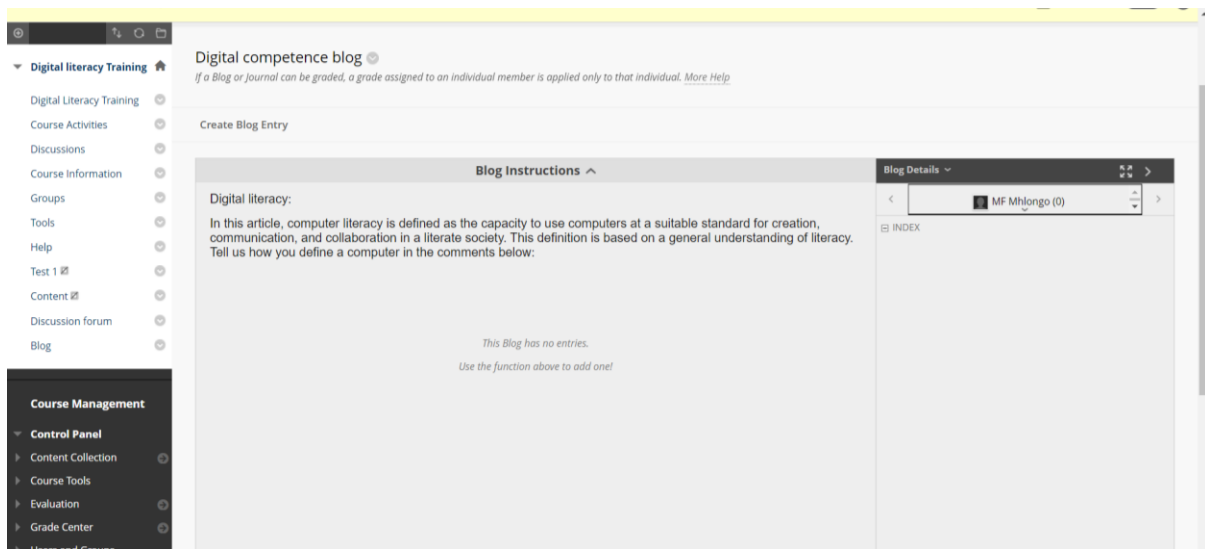 Digital literacy Training
Digital Literacy Training
Course Activities
Discussions
Course Information
Groups
Tools
Help
Test 1
Content
Discussion forum
Blog
Course Management
Control Panel
Content Collection
Course Tools
Evaluation
Grade Center
Users and Groups
Digital competence blog
If a Blog or Journal can be graded, a grade assigned to an individual member is applied only to that individual. More Help
Create Blog Entry
Blog Instructions
Digital literacy:
In this article, computer literacy is defined as the capacity to use computers at a suitable standard for creation,
communication, and collaboration in a literate society. This definition is based on a general understanding of literacy.
Tell us how you define a computer in the comments below:
This Blog has no entries.
Use the function above to add one!
Blog Details
MF Mhlongo (0)
INDEX